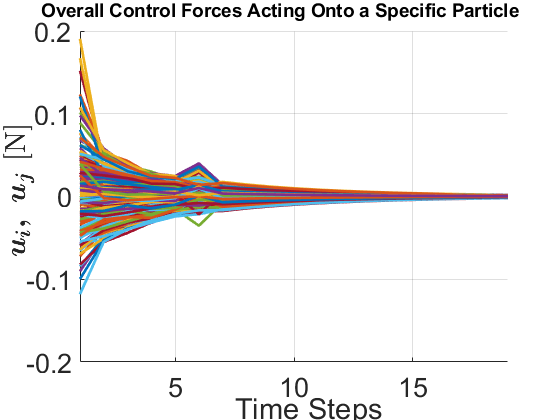 Overall Control Forces Acting Onto a Specific Particle
u_i, u_j [N]
0.2
0.1
0
-0.1
-0.2
5 10 15
Time Steps